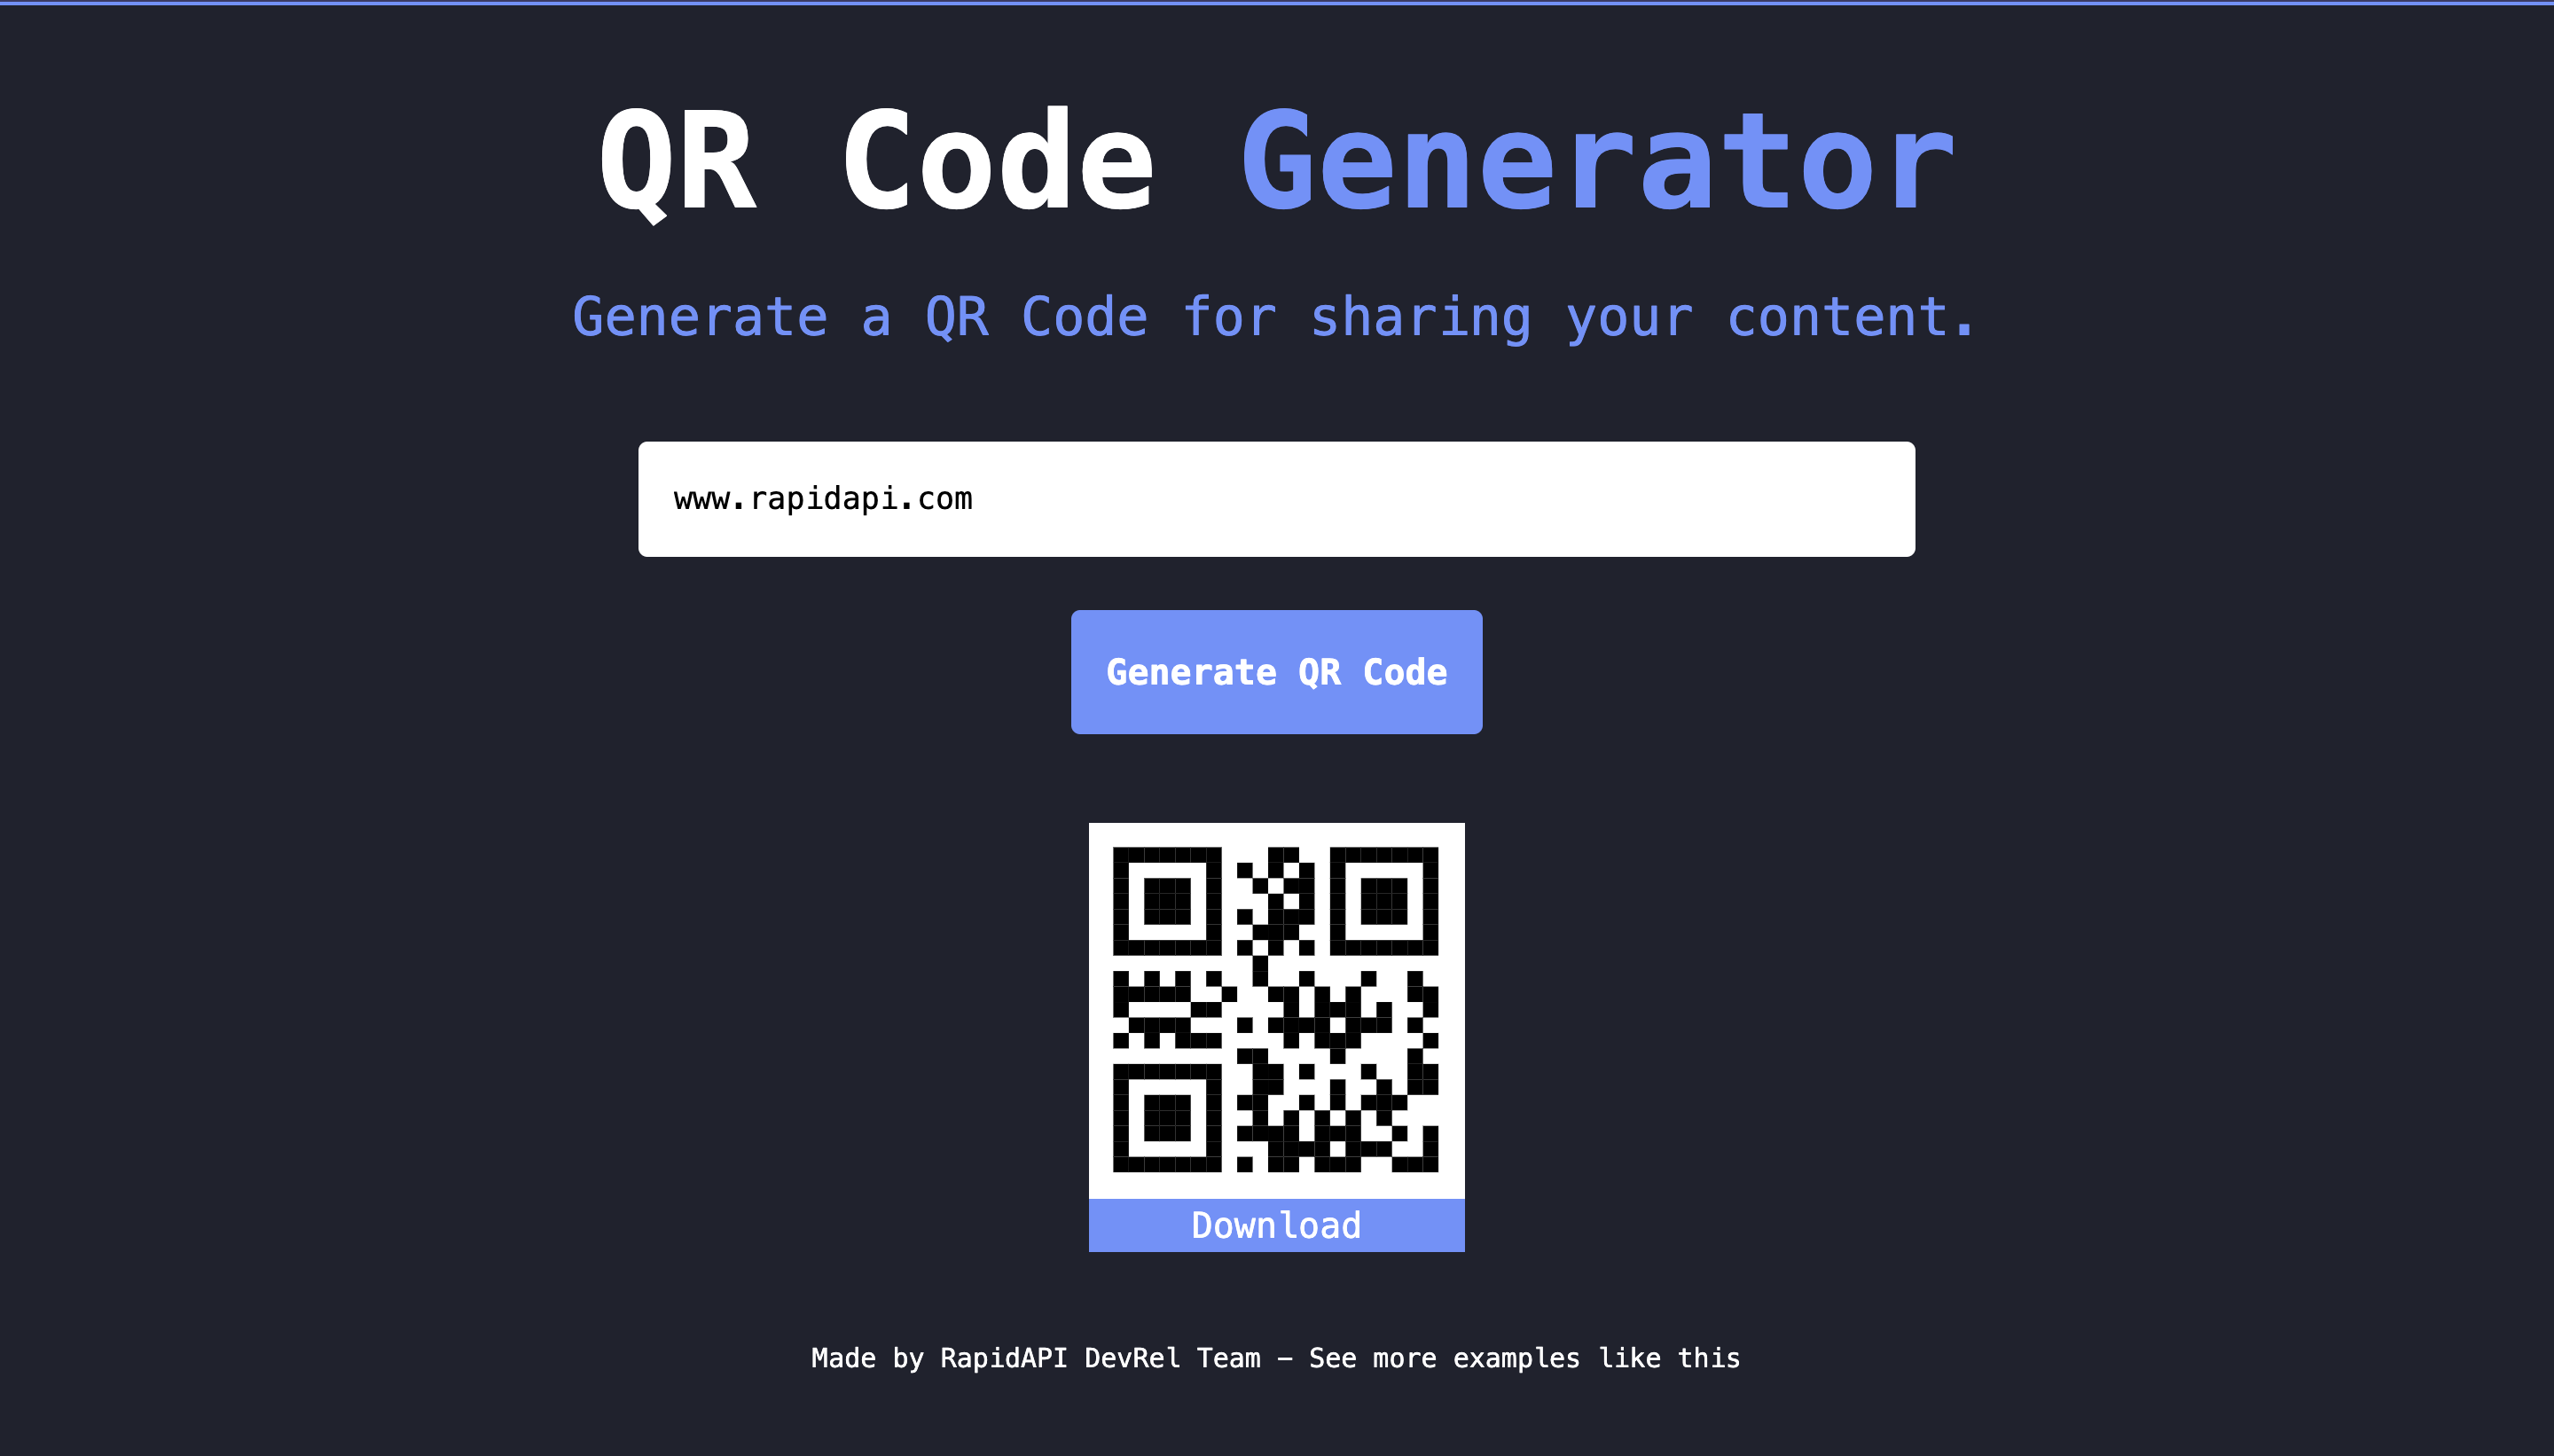 QR Code Generator
Generate a QR Code for sharing your content.
www.rapidapi.com
Generate QR Code
Download
Made by RapidAPI DevRel Team – See more examples like this